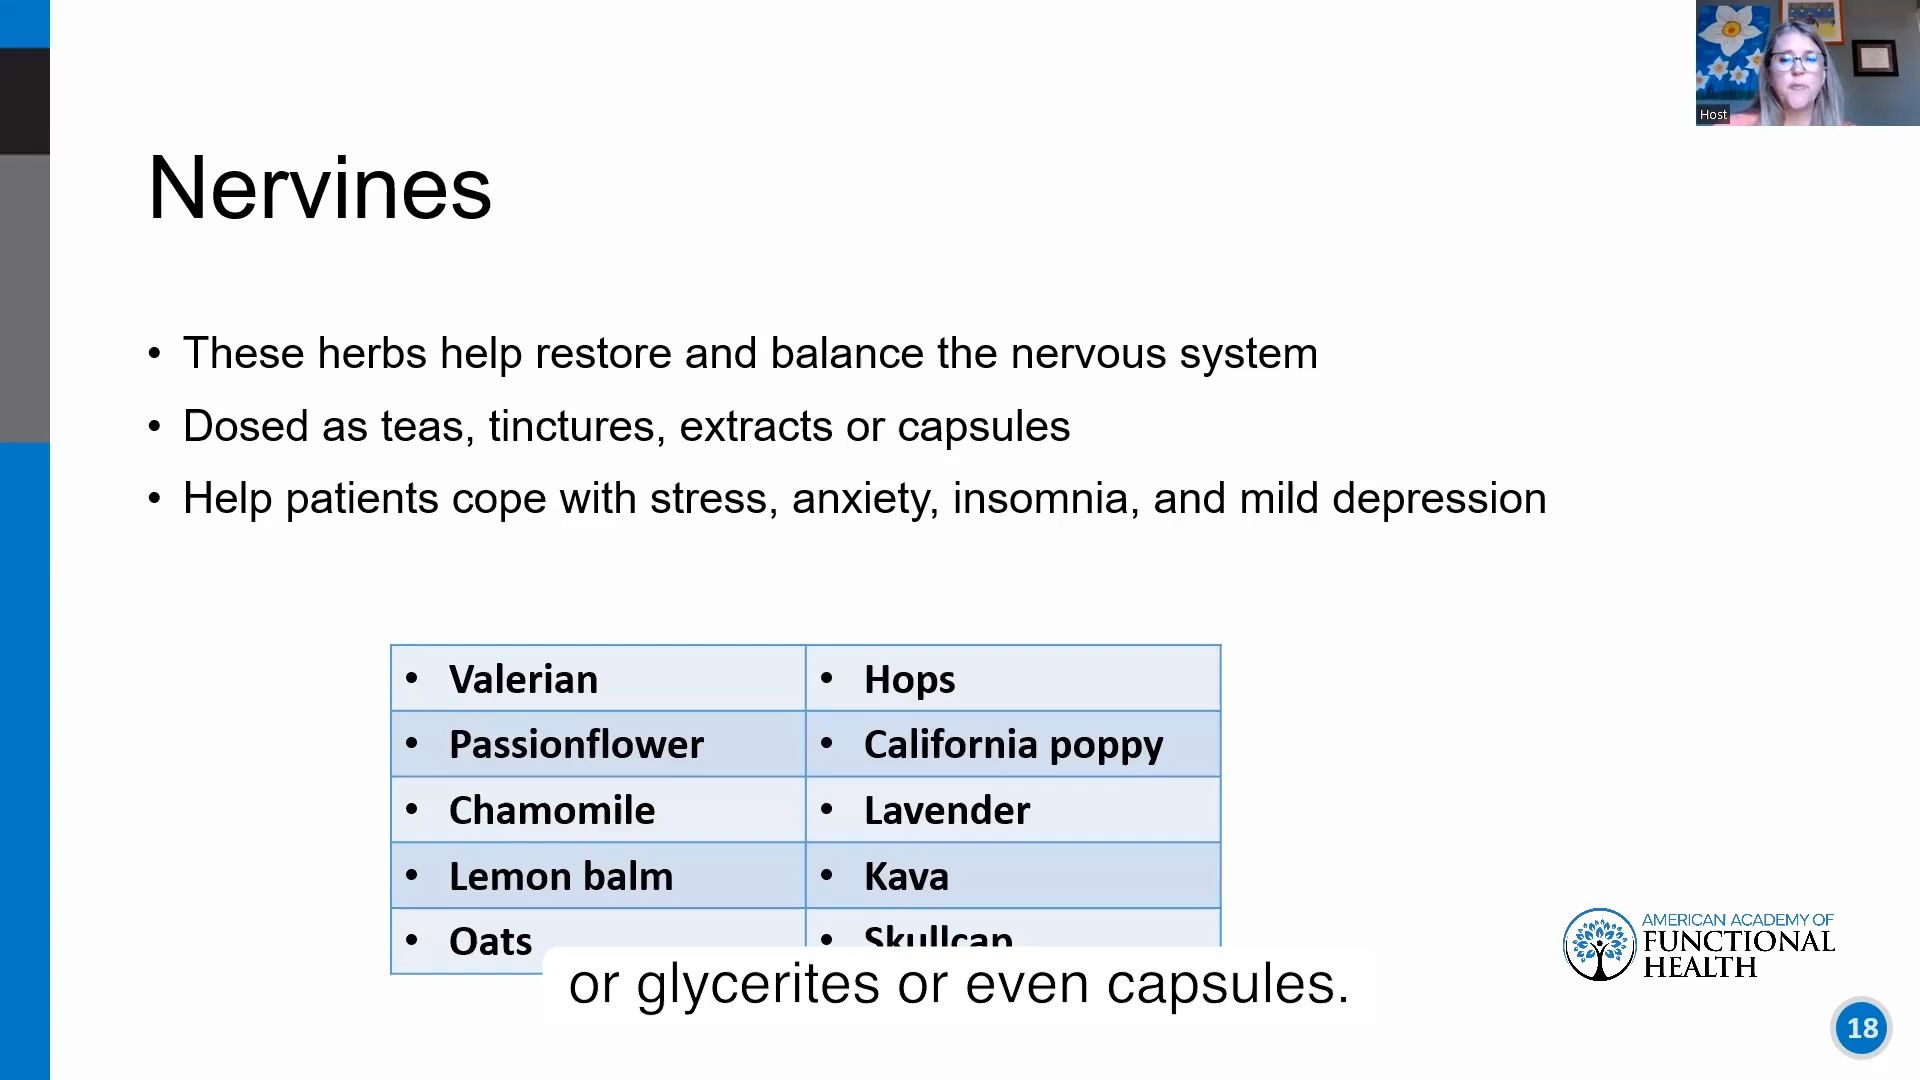 Host
Nervines
• These herbs help restore and balance the nervous system
• Dosed as teas, tinctures, extracts or capsules
• Help patients cope with stress, anxiety, insomnia, and mild depression
• Valerian • Hops
• Passionflower • California poppy
• Chamomile • Lavender
• Lemon balm • Kava
• Oats • Skullcap
or glycerites or even capsules.
AMERICAN ACADEMY OF
FUNCTIONAL
HEALTH
18